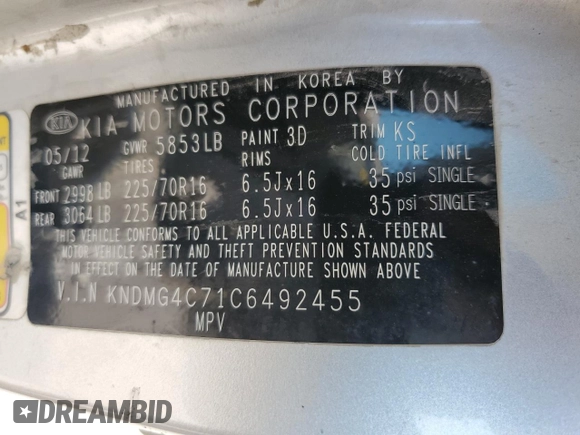 MANUFACTURED IN KOREA BY
KIA KIA MOTORS CORPORATION
05/12 GVWR 5853LB PAINT 3D TRIM KS
GAWR TIRES RIMS COLD TIRE INFL
FRONT 2998 LB 225/70R16 6.5Jx16 35 psi SINGLE
REAR 3064 LB 225/70R16 6.5Jx16 35 psi SINGLE
THIS VEHICLE CONFORMS TO ALL APPLICABLE U.S.A. FEDERAL
MOTOR VEHICLE SAFETY AND THEFT PREVENTION STANDARDS
IN EFFECT ON THE DATE OF MANUFACTURE SHOWN ABOVE
V.I.N KNDMG4C71C6492455
MPV
A1
DREAMBID